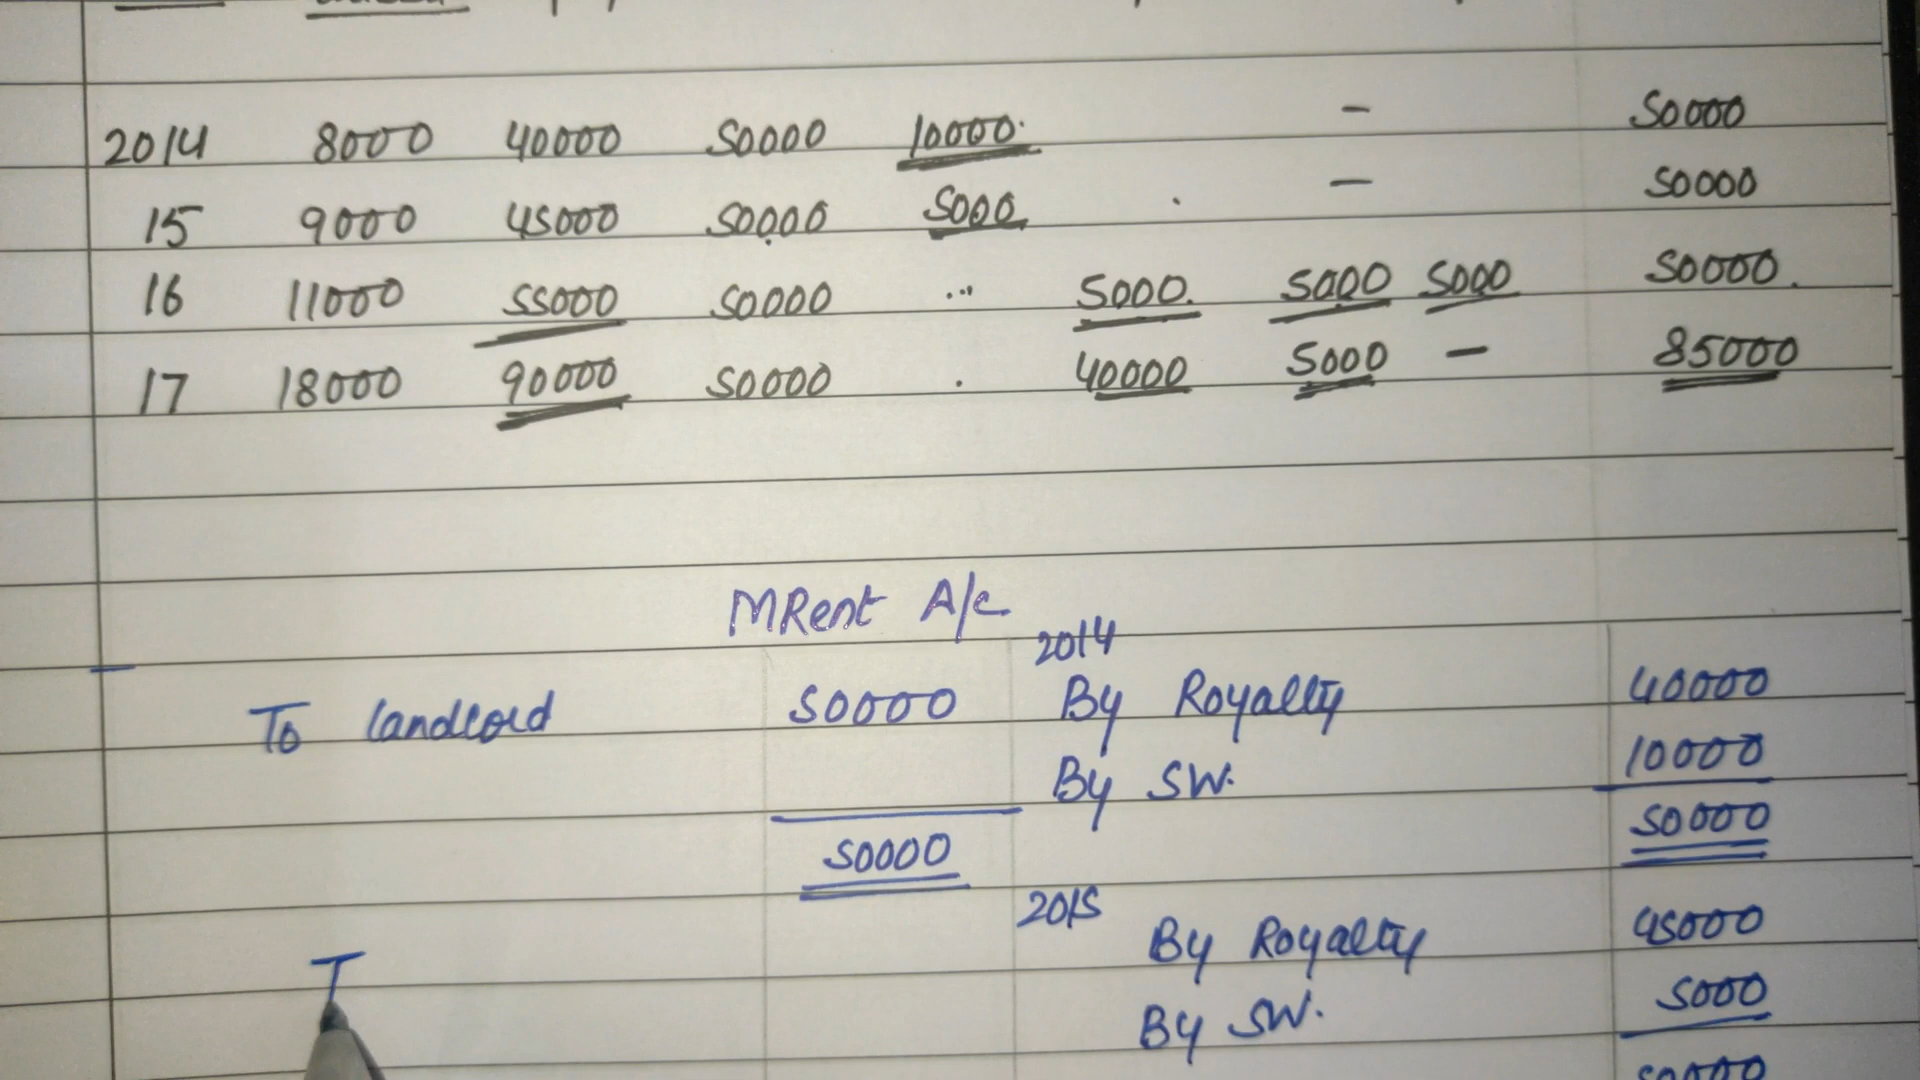 2014 8000 40000 50000 10000. - 50000
15 9000 45000 50000 5000 . - 50000
16 11000 55000 50000 ... 5000. 5000 5000 50000.
17 18000 90000 50000 . 40000 5000 - 85000
MRent A/c
2014
To landlord 50000 By Royalty 40000
By SW. 10000
50000 50000
2015
By Royalty 45000
T By SW. 5000
50000